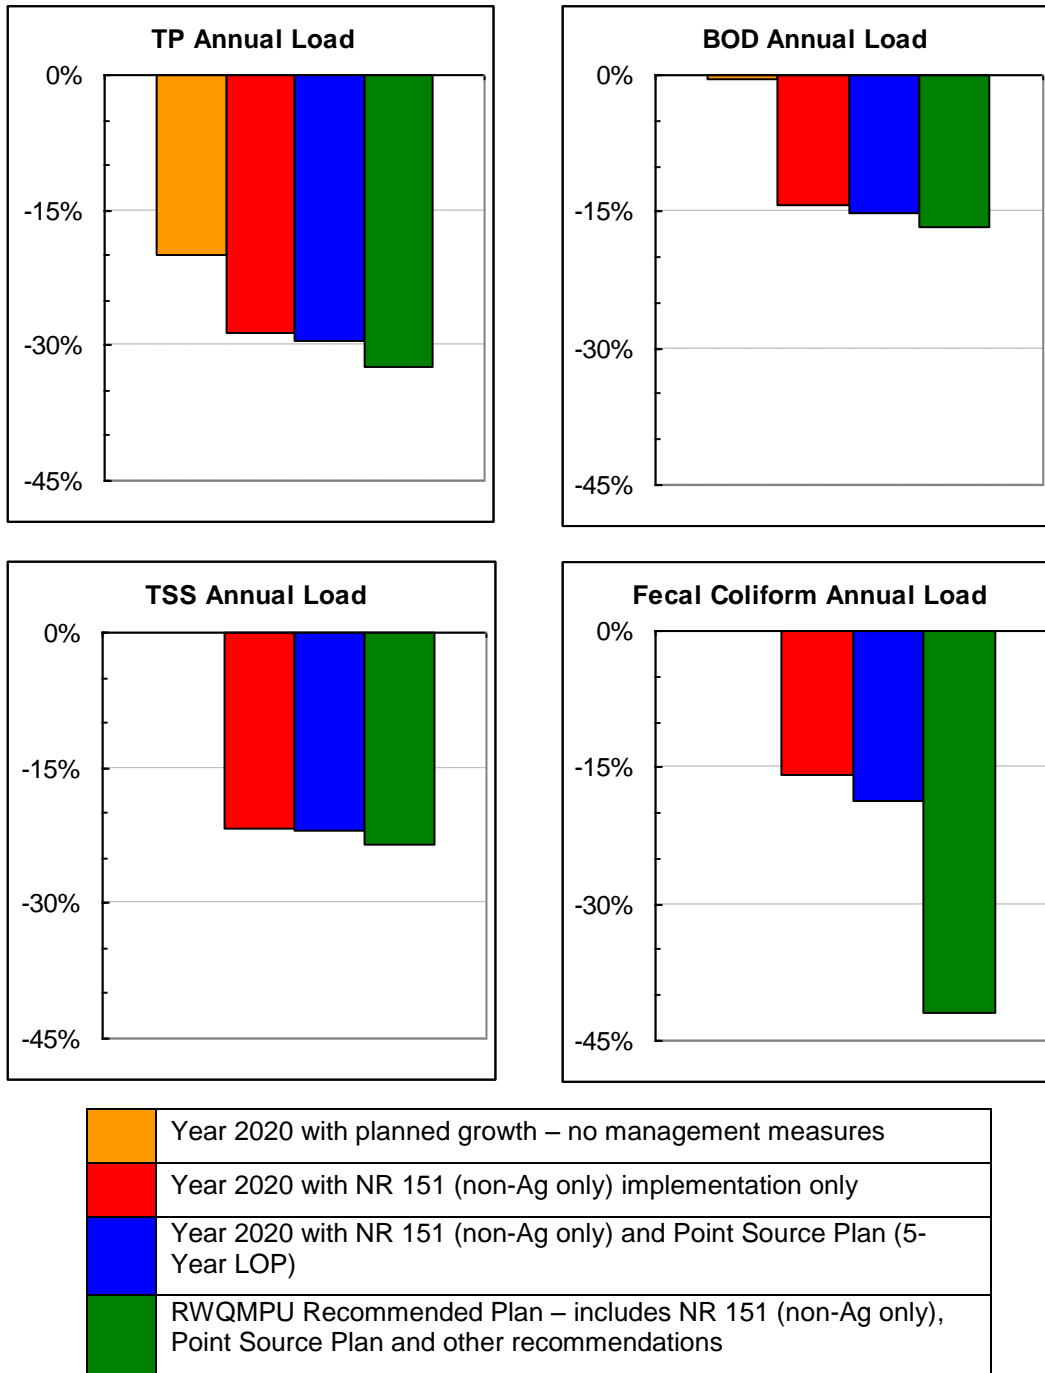 TP Annual Load
0%
-15%
-30%
-45%
BOD Annual Load
0%
-15%
-30%
-45%
TSS Annual Load
0%
-15%
-30%
-45%
Fecal Coliform Annual Load
0%
-15%
-30%
-45%
Year 2020 with planned growth – no management measures
Year 2020 with NR 151 (non-Ag only) implementation only
Year 2020 with NR 151 (non-Ag only) and Point Source Plan (5-
Year LOP)
RWQMPU Recommended Plan – includes NR 151 (non-Ag only),
Point Source Plan and other recommendations